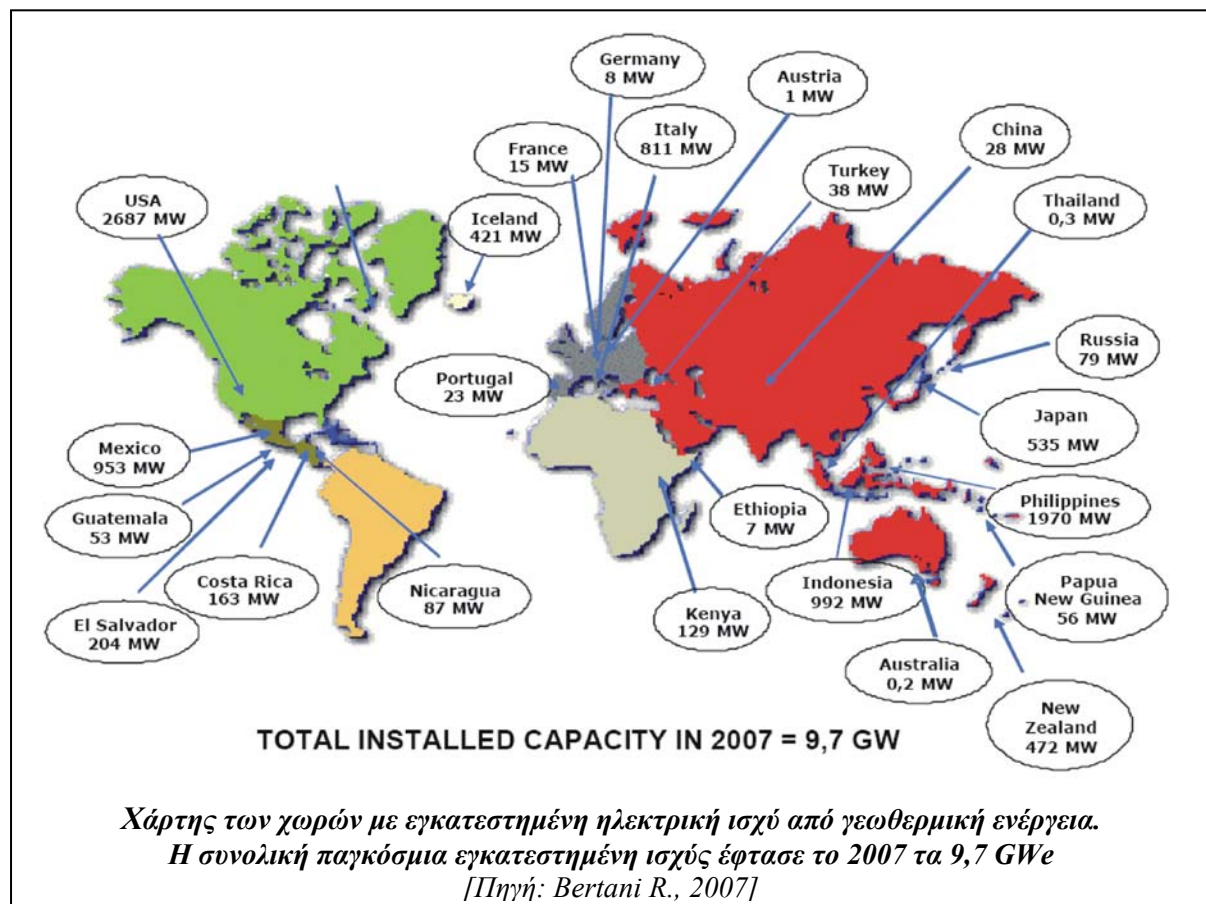 Germany
8 MW
Austria
1 MW
Italy
811 MW
China
28 MW
France
15 MW
Turkey
38 MW
Thailand
0,3 MW
USA
2687 MW
Iceland
421 MW
Russia
79 MW
Portugal
23 MW
Japan
535 MW
Mexico
953 MW
Philippines
1970 MW
Ethiopia
7 MW
Guatemala
53 MW
Costa Rica
163 MW
Nicaragua
87 MW
Indonesia
992 MW
Papua
New Guinea
56 MW
Kenya
129 MW
El Salvador
204 MW
Australia
0,2 MW
New
Zealand
472 MW
TOTAL INSTALLED CAPACITY IN 2007 = 9,7 GW
Χάρτης των χωρών με εγκατεστημένη ηλεκτρική ισχύ από γεωθερμική ενέργεια.
Η συνολική παγκόσμια εγκατεστημένη ισχύς έφτασε το 2007 τα 9,7 GWe
[Πηγή: Bertani R., 2007]